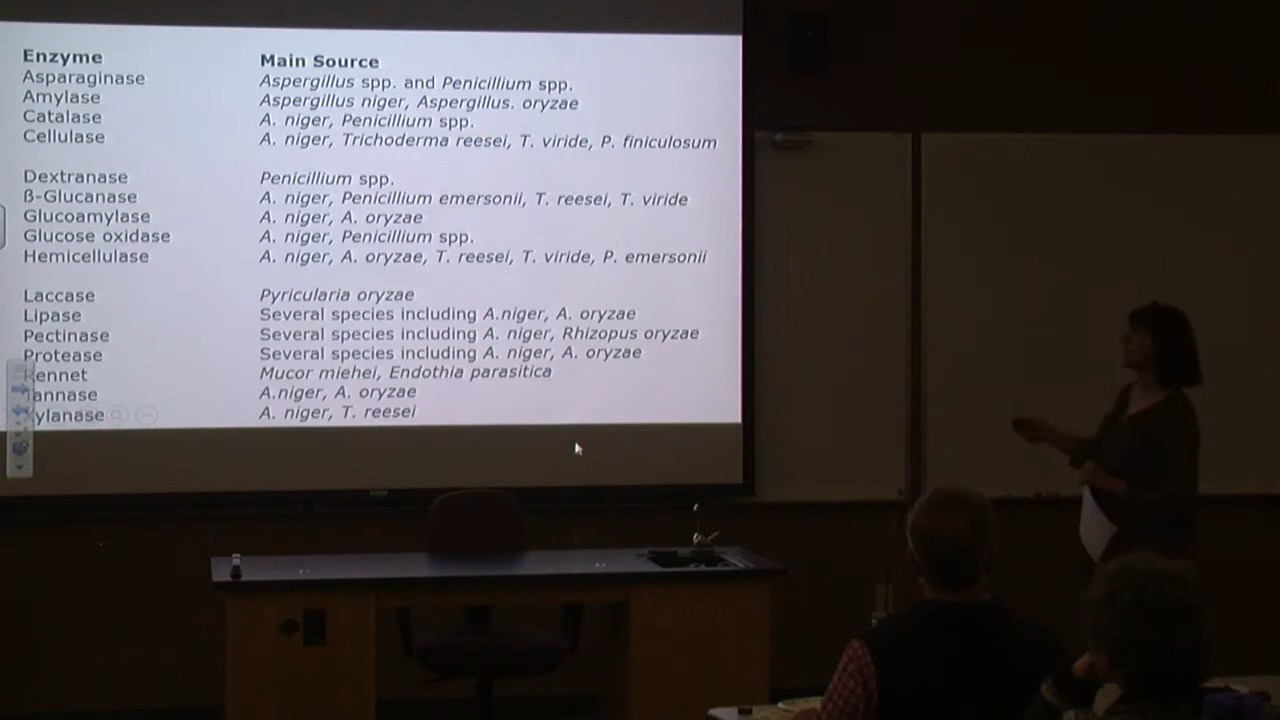 Enzyme Main Source
Asparaginase Aspergillus spp. and Penicillium spp.
Amylase Aspergillus niger, Aspergillus. oryzae
Catalase A. niger, Penicillium spp.
Cellulase A. niger, Trichoderma reesei, T. viride, P. finiculosum
Dextranase Penicillium spp.
ß-Glucanase A. niger, Penicillium emersonii, T. reesei, T. viride
Glucoamylase A. niger, A. oryzae
Glucose oxidase A. niger, Penicillium spp.
Hemicellulase A. niger, A. oryzae, T. reesei, T. viride, P. emersonii
Laccase Pyricularia oryzae
Lipase Several species including A.niger, A. oryzae
Pectinase Several species including A. niger, Rhizopus oryzae
Protease Several species including A. niger, A. oryzae
Rennet Mucor miehei, Endothia parasitica
Tannase A.niger, A. oryzae
Xylanase A. niger, T. reesei